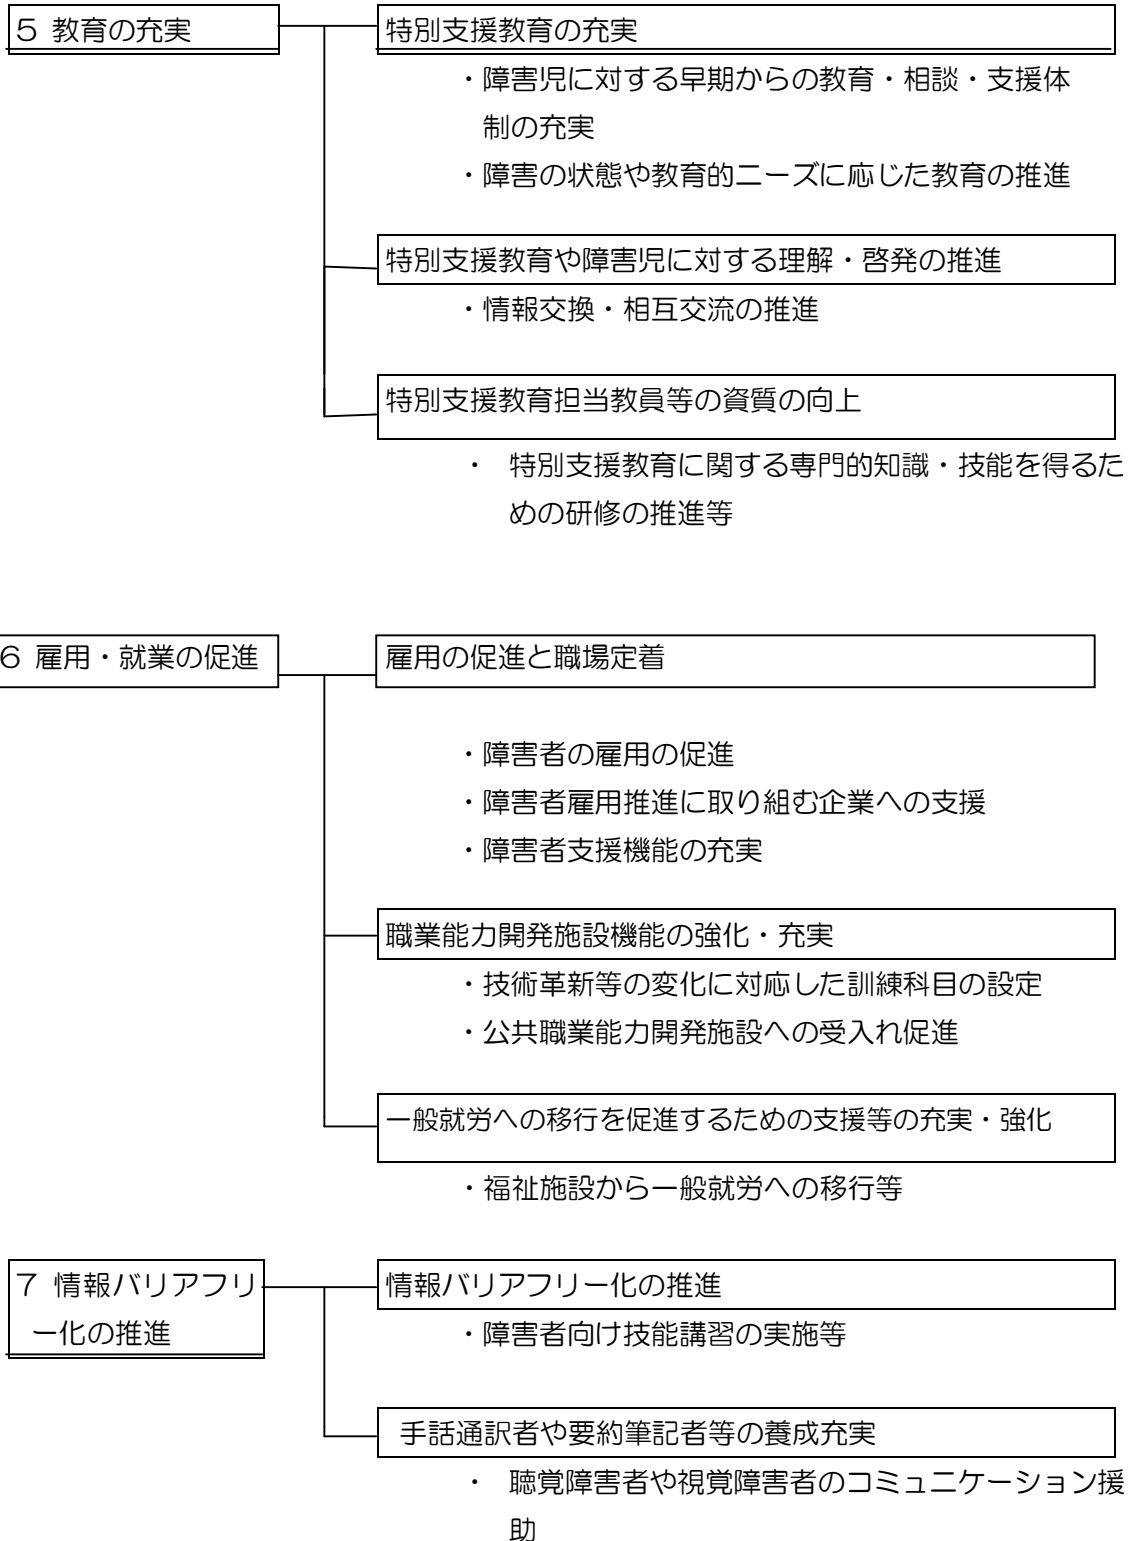 5 教育の充実
特別支援教育の充実
・障害児に対する早期からの教育・相談・支援体
制の充実
・障害の状態や教育的ニーズに応じた教育の推進
特別支援教育や障害児に対する理解・啓発の推進
・情報交換・相互交流の推進
特別支援教育担当教員等の資質の向上
・ 特別支援教育に関する専門的知識・技能を得るた
めの研修の推進等
6 雇用・就業の促進
雇用の促進と職場定着
・障害者の雇用の促進
・障害者雇用推進に取り組む企業への支援
・障害者支援機能の充実
職業能力開発施設機能の強化・充実
・技術革新等の変化に対応した訓練科目の設定
・公共職業能力開発施設への受入れ促進
一般就労への移行を促進するための支援等の充実・強化
・福祉施設から一般就労への移行等
7 情報バリアフリ
ー化の推進
情報バリアフリー化の推進
・障害者向け技能講習の実施等
手話通訳者や要約筆記者等の養成充実
・ 聴覚障害者や視覚障害者のコミュニケーション援
助